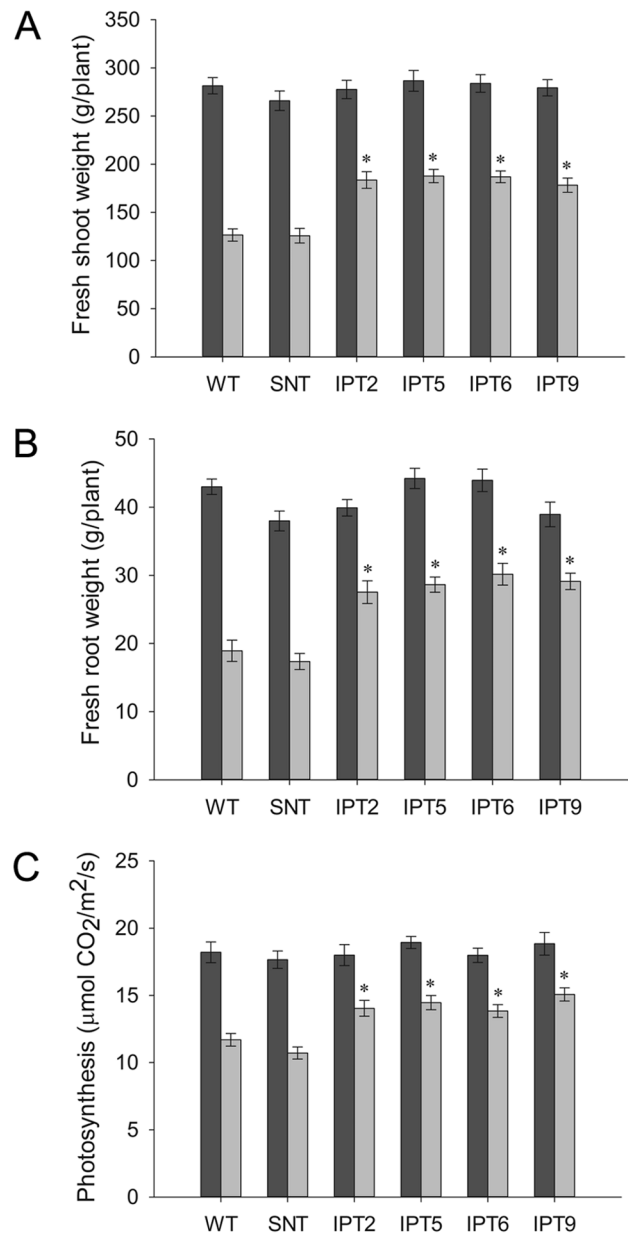 A
Fresh shoot weight (g/plant)
350
300
250
200
150
100
50
0
* * * *
WT SNT IPT2 IPT5 IPT6 IPT9
B
Fresh root weight (g/plant)
50
40
30
20
10
0
* * * *
WT SNT IPT2 IPT5 IPT6 IPT9
C
Photosynthesis (μmol CO₂/m²/s)
25
20
15
10
5
0
* * * *
WT SNT IPT2 IPT5 IPT6 IPT9